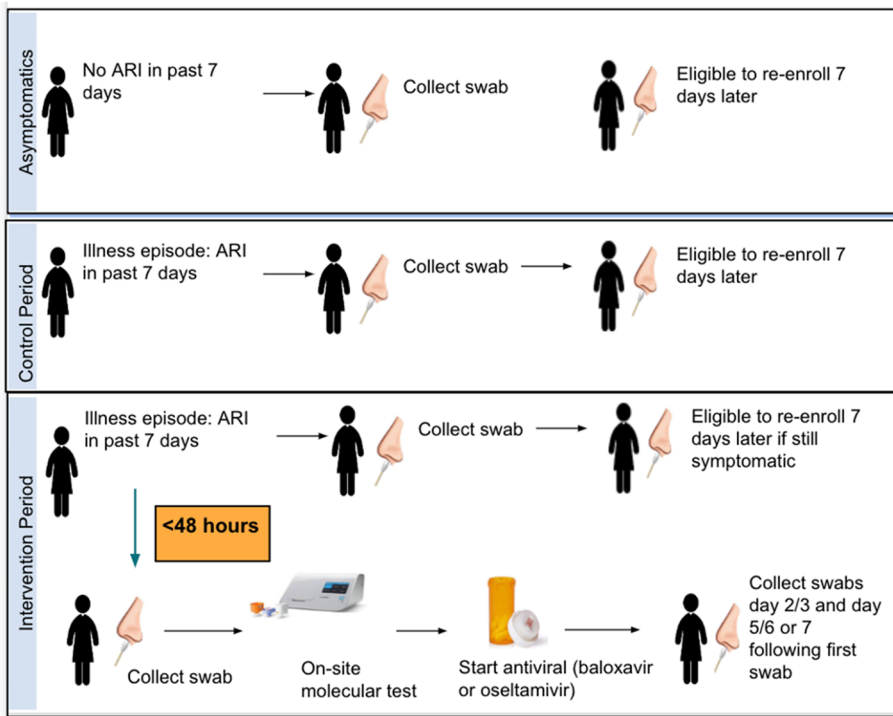 Asymptomatics
No ARI in past 7
days
Collect swab
Eligible to re-enroll 7
days later
Control Period
Illness episode: ARI
in past 7 days
Collect swab
Eligible to re-enroll 7
days later
Intervention Period
Illness episode: ARI
in past 7 days
Collect swab
Eligible to re-enroll 7
days later if still
symptomatic
<48 hours
Collect swab
On-site
molecular test
Start antiviral (baloxavir
or oseltamivir)
Collect swabs
day 2/3 and day
5/6 or 7
following first
swab